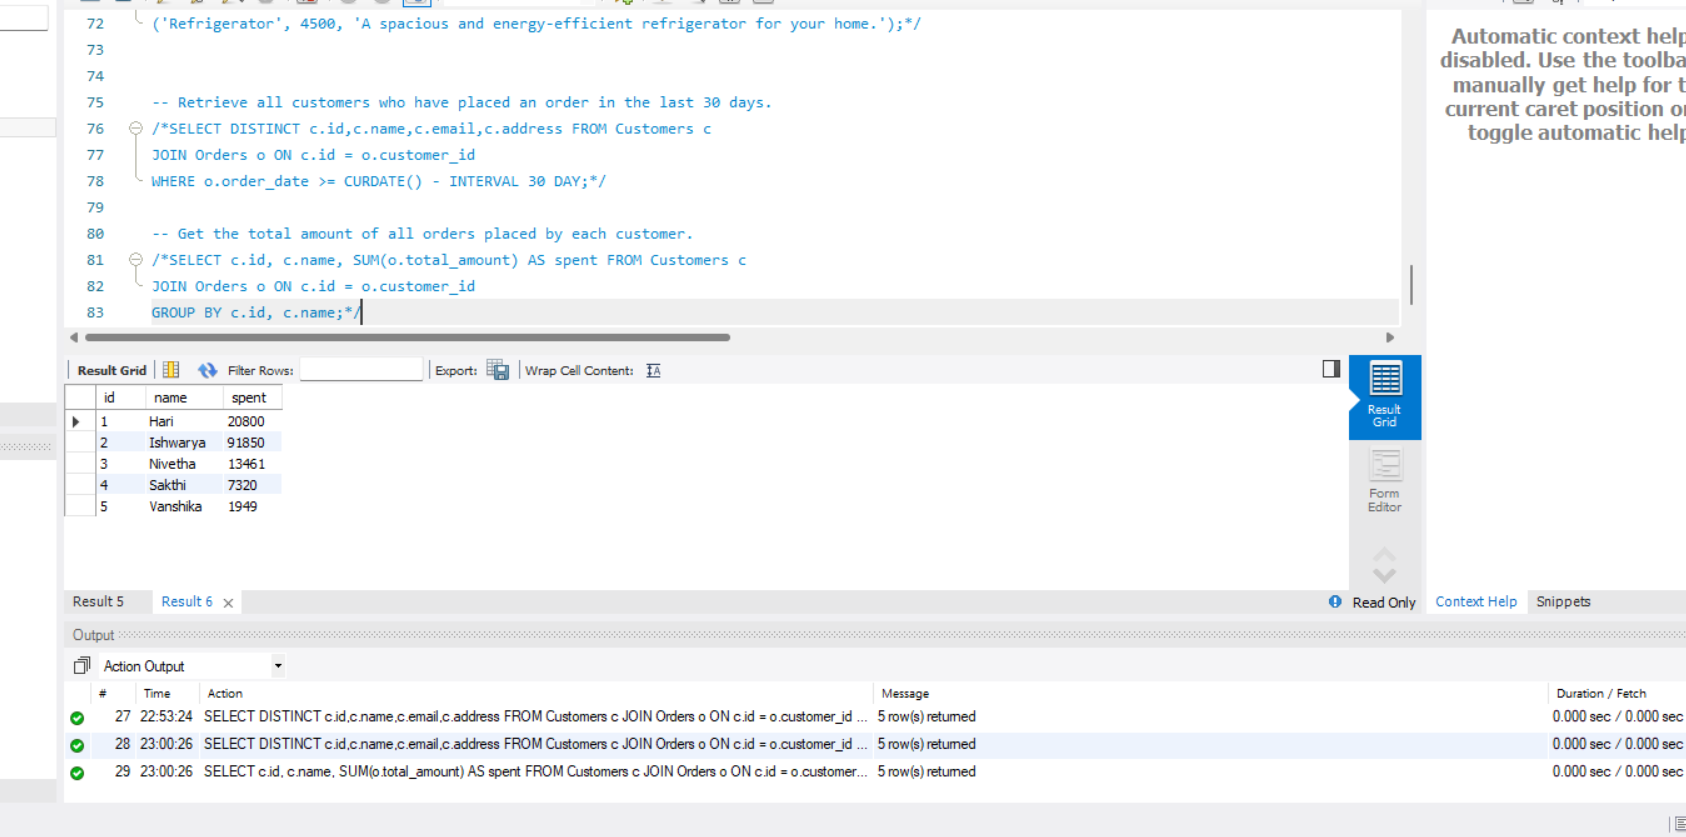 72 ('Refrigerator', 4500, 'A spacious and energy-efficient refrigerator for your home.');*/
73
74
75 -- Retrieve all customers who have placed an order in the last 30 days.
76 /*SELECT DISTINCT c.id,c.name,c.email,c.address FROM Customers c
77 JOIN Orders o ON c.id = o.customer_id
78 WHERE o.order_date >= CURDATE() - INTERVAL 30 DAY;*/
79
80 -- Get the total amount of all orders placed by each customer.
81 /*SELECT c.id, c.name, SUM(o.total_amount) AS spent FROM Customers c
82 JOIN Orders o ON c.id = o.customer_id
83 GROUP BY c.id, c.name;*/
Automatic context help
disabled. Use the toolba
manually get help for t
current caret position o
toggle automatic help
Result Grid Filter Rows: Export: Wrap Cell Content:
id name spent
1 Hari 20800
2 Ishwarya 91850
3 Nivetha 13461
4 Sakthi 7320
5 Vanshika 1949
Result
Grid
Form
Editor
Result 5 Result 6 Read Only Context Help Snippets
Output
Action Output
# Time Action Message Duration / Fetch
27 22:53:24 SELECT DISTINCT c.id,c.name,c.email,c.address FROM Customers c JOIN Orders o ON c.id = o.customer_id ... 5 row(s) returned 0.000 sec / 0.000 sec
28 23:00:26 SELECT DISTINCT c.id,c.name,c.email,c.address FROM Customers c JOIN Orders o ON c.id = o.customer_id ... 5 row(s) returned 0.000 sec / 0.000 sec
29 23:00:26 SELECT c.id, c.name, SUM(o.total_amount) AS spent FROM Customers c JOIN Orders o ON c.id = o.customer... 5 row(s) returned 0.000 sec / 0.000 sec